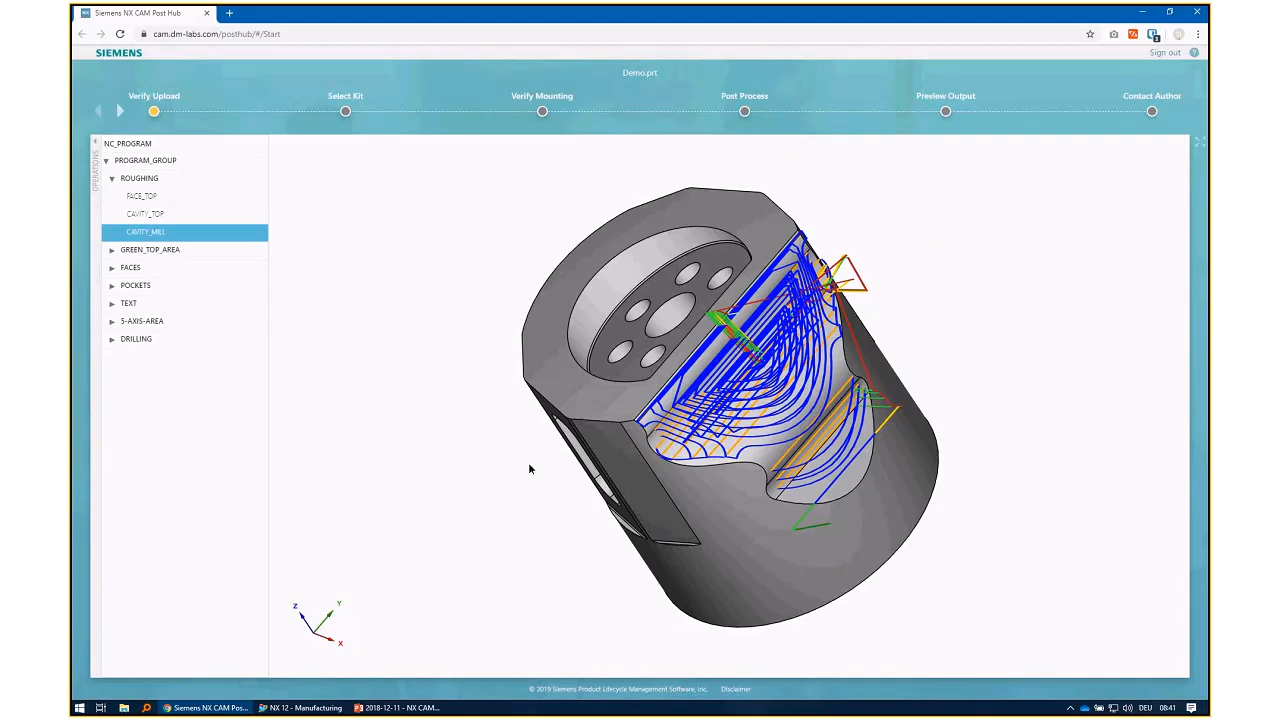 Siemens NX CAM Post Hub
cam.dm-labs.com/posthub/#/Start
SIEMENS
Sign out
Demo.prt
Verify Upload
Select Kit
Verify Mounting
Post Process
Preview Output
Contact Author
OPERATIONS
NC_PROGRAM
PROGRAM_GROUP
ROUGHING
FACE_TOP
CAVITY_TOP
CAVITY_MILL
GREEN_TOP_AREA
FACES
POCKETS
TEXT
5-AXIS-AREA
DRILLING
Z
Y
X
© 2019 Siemens Product Lifecycle Management Software, Inc. Disclaimer
Siemens NX CAM Pos...
NX 12 - Manufacturing
2018-12-11 - NX CAM...
DEU
08:41